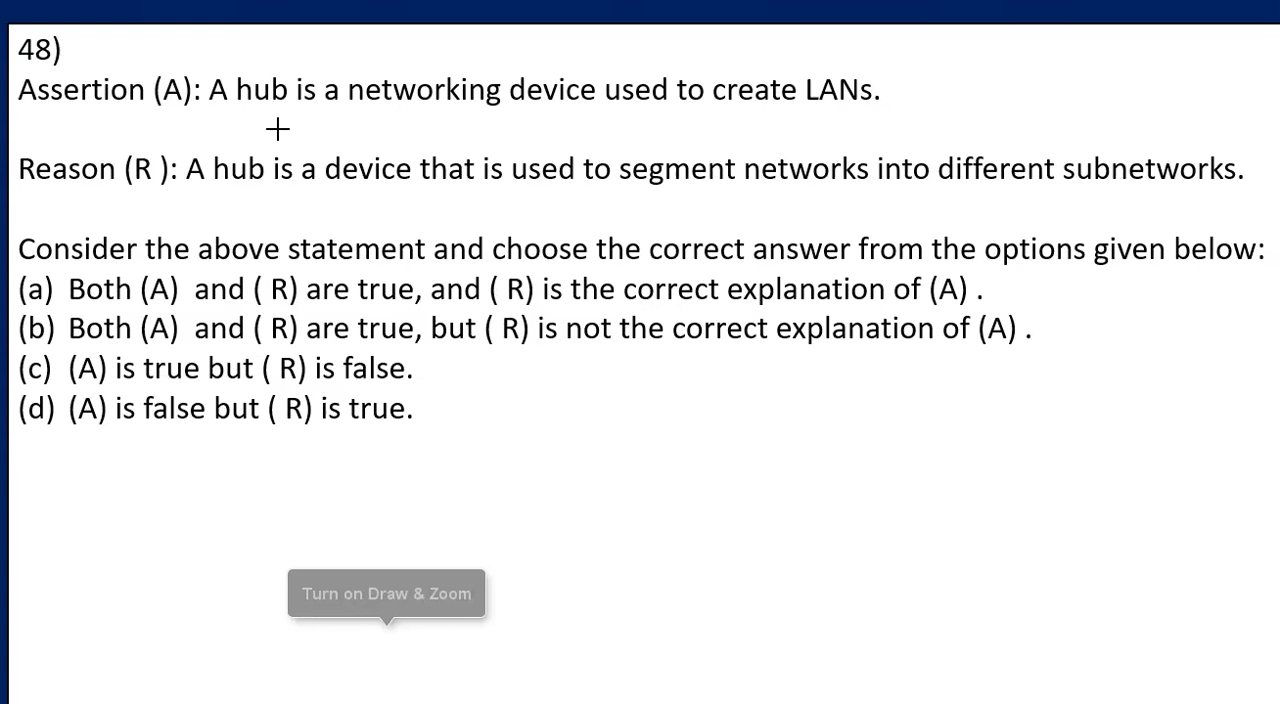 48)
Assertion (A): A hub is a networking device used to create LANs.
Reason (R ): A hub is a device that is used to segment networks into different subnetworks.
Consider the above statement and choose the correct answer from the options given below:
(a) Both (A) and ( R) are true, and ( R) is the correct explanation of (A) .
(b) Both (A) and ( R) are true, but ( R) is not the correct explanation of (A) .
(c) (A) is true but ( R) is false.
(d) (A) is false but ( R) is true.
Turn on Draw & Zoom